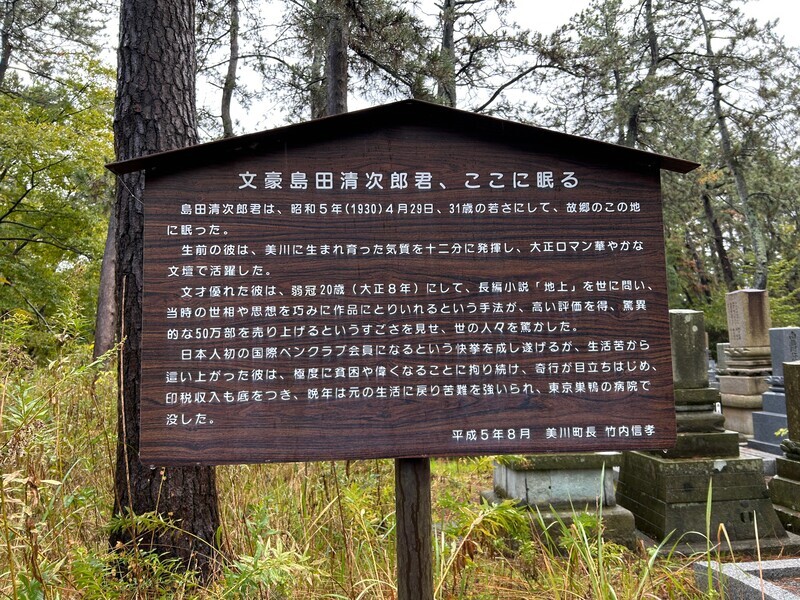 文豪島田清次郎君、ここに眠る
島田清次郎君は、昭和5年(1930)4月29日、31歳の若さにして、故郷のこの地
に眠った。
生前の彼は、美川に生まれ育った気質を十二分に発揮し、大正ロマン華やかな
文壇で活躍した。
文才優れた彼は、弱冠20歳(大正8年)にして、長編小説「地上」を世に問い、
当時の世相や思想を巧みに作品にとりいれるという手法が、高い評価を得、驚異
的な50万部を売り上げるというすごさを見せ、世の人々を驚かした。
日本人初の国際ペンクラブ会員になるという快挙を成し遂げるが、生活苦から
這い上がった彼は、極度に貧困や偉くなることに拘り続け、奇行が目立ちはじめ、
印税収入も底をつき、晩年は元の生活に戻り苦難を強いられ、東京巣鴨の病院で
没した。
平成5年8月 美川町長 竹内信孝